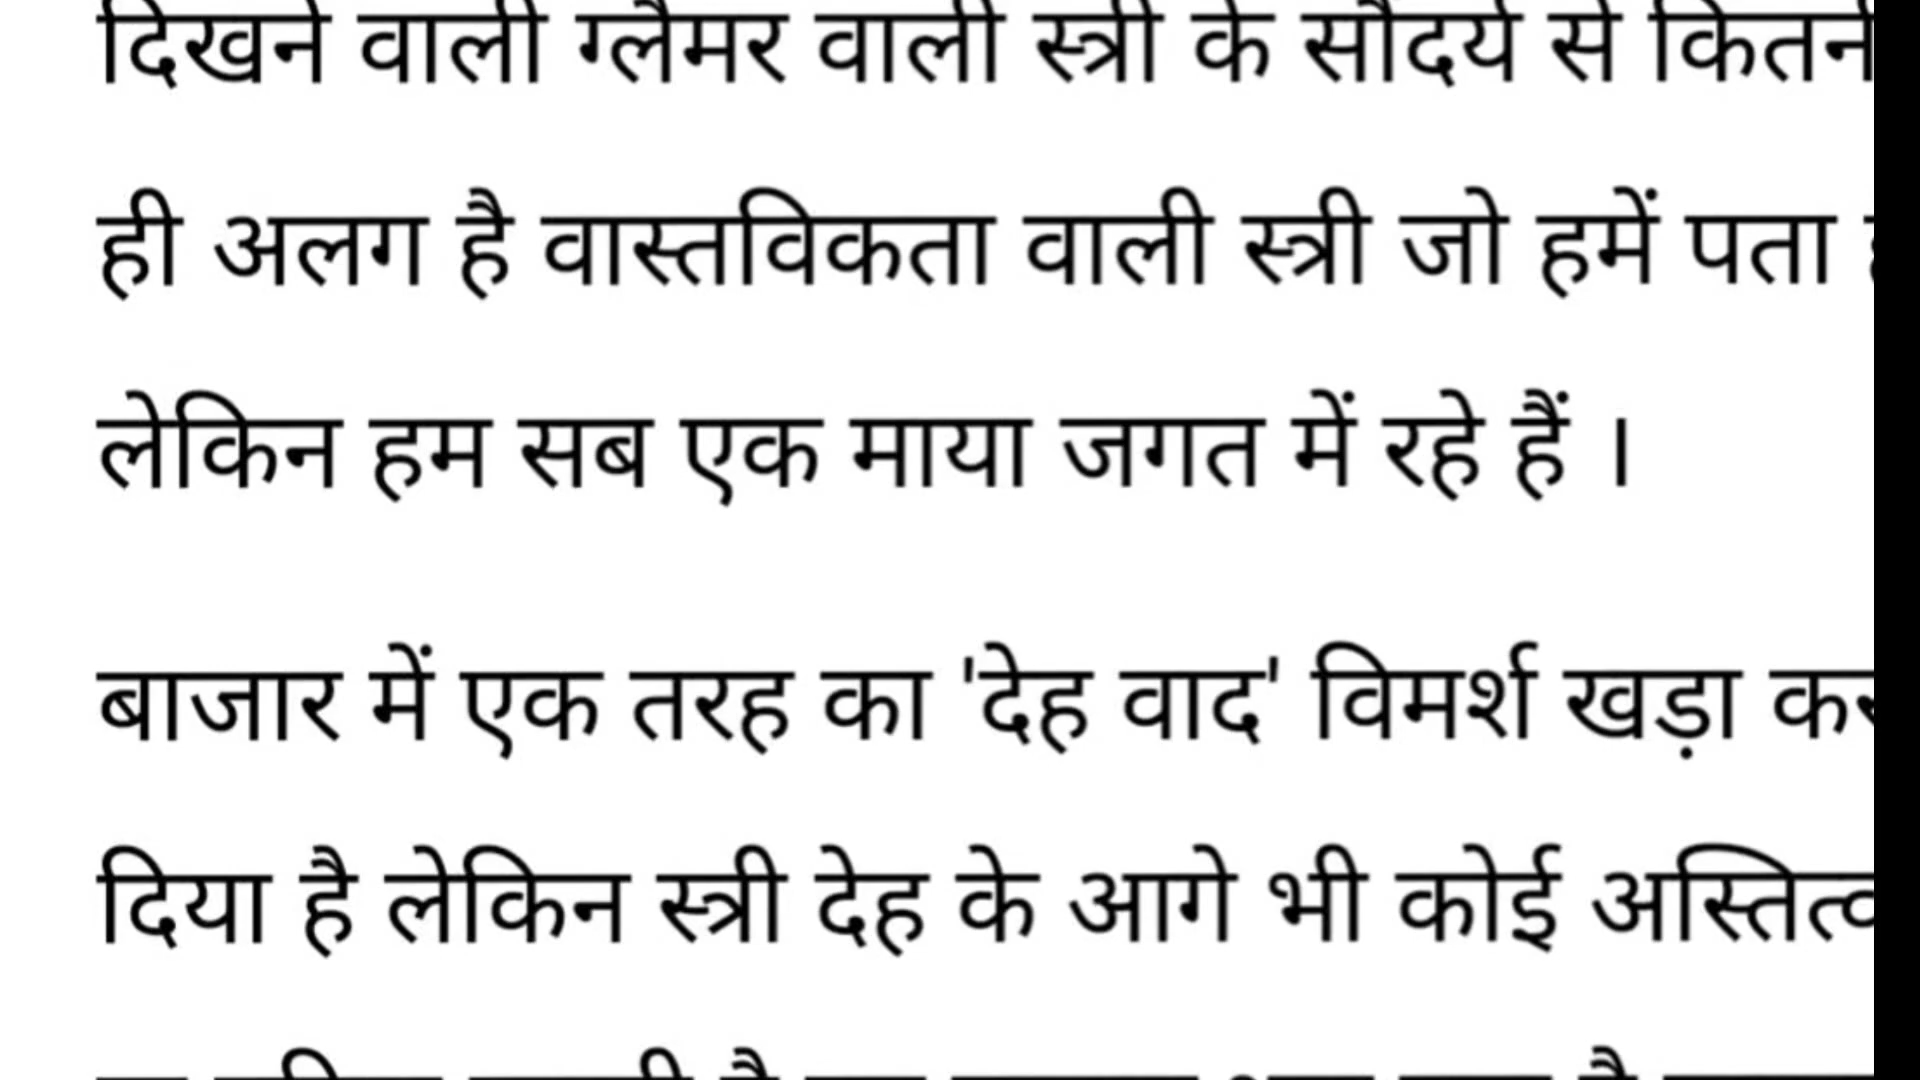 दिखने वाली ग्लैमर वाली स्त्री के सौंदर्य से कितनी
ही अलग है वास्तविकता वाली स्त्री जो हमें पता
लेकिन हम सब एक माया जगत में रहे हैं ।
बाजार में एक तरह का 'देह वाद' विमर्श खड़ा कर
दिया है लेकिन स्त्री देह के आगे भी कोई अस्तित्व